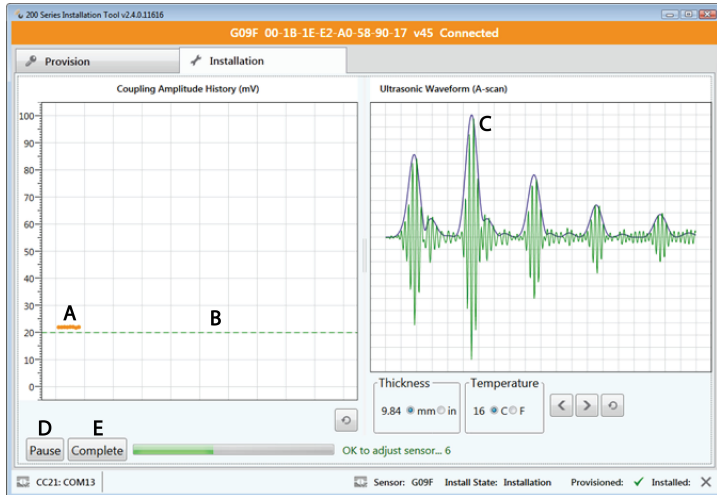 200 Series Installation Tool v2.4.0.11616
G09F 00-1B-1E-E2-A0-58-90-17 v45 Connected
Provision
Installation
Coupling Amplitude History (mV)
100
90
80
70
60
50
40
30
20
10
0
A
B
Ultrasonic Waveform (A-scan)
C
Thickness
9.84 mm in
Temperature
16 C F
D
E
Pause
Complete
OK to adjust sensor... 6
CC21: COM13
Sensor: G09F Install State: Installation Provisioned: ✓ Installed: X